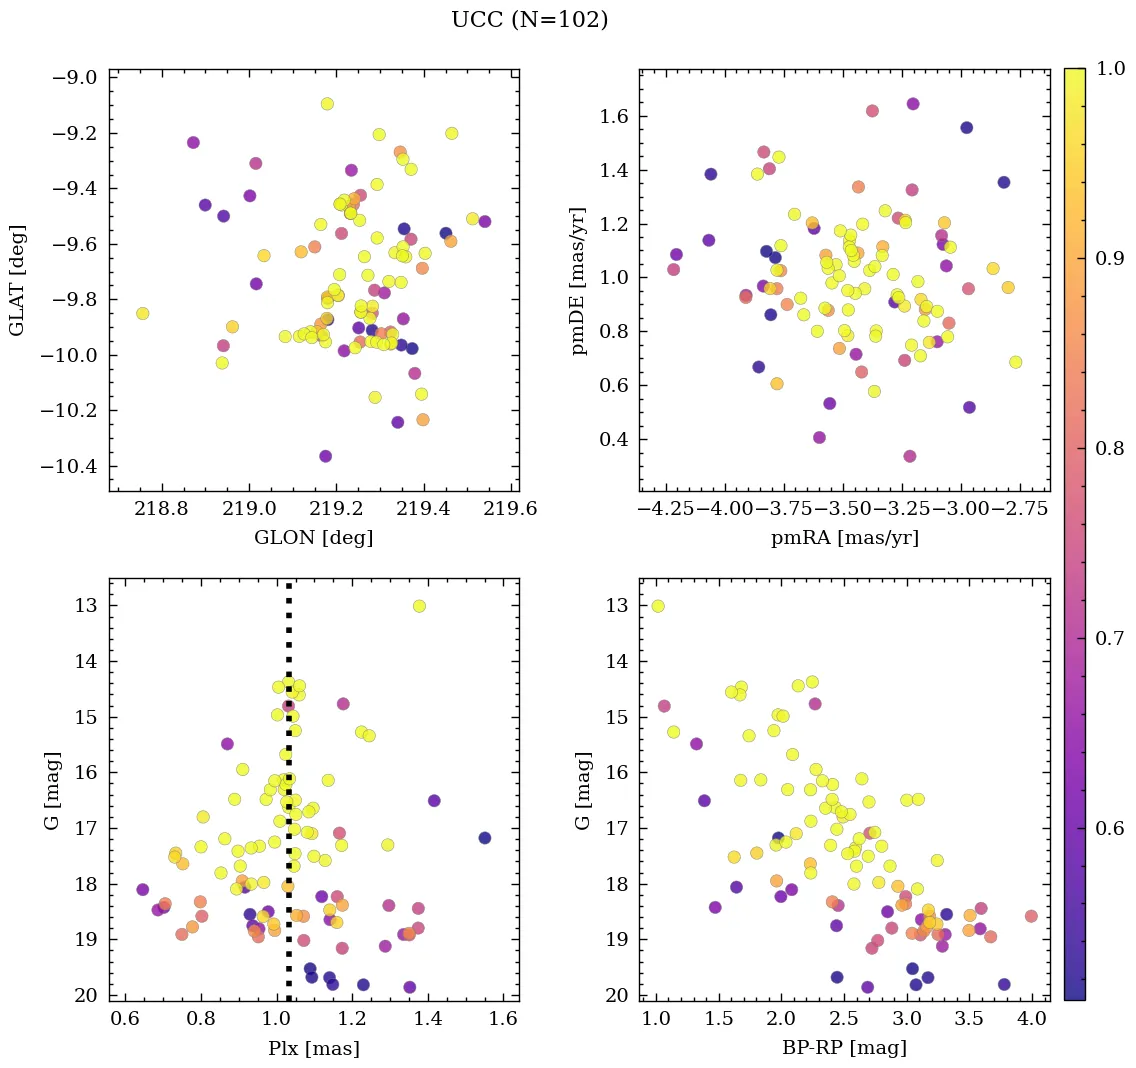 UCC (N=102)
−9.0
−9.2
−9.4
−9.6
−9.8
−10.0
−10.2
−10.4
GLAT [deg]
218.8 219.0 219.2 219.4 219.6
GLON [deg]
1.6
1.4
1.2
1.0
0.8
0.6
0.4
pmDE [mas/yr]
−4.25 −4.00 −3.75 −3.50 −3.25 −3.00 −2.75
pmRA [mas/yr]
13
14
15
16
17
18
19
20
G [mag]
0.6 0.8 1.0 1.2 1.4 1.6
Plx [mas]
13
14
15
16
17
18
19
20
G [mag]
1.0 1.5 2.0 2.5 3.0 3.5 4.0
BP-RP [mag]
1.0
0.9
0.8
0.7
0.6